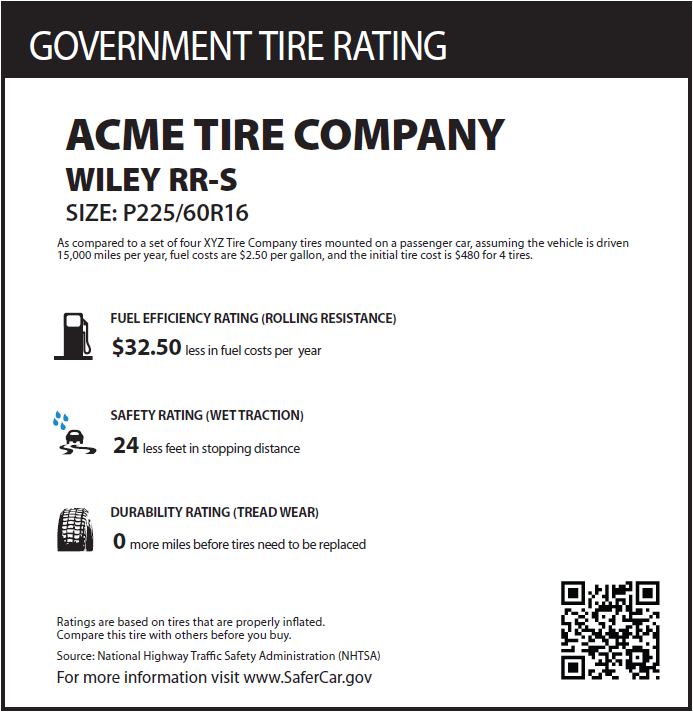 GOVERNMENT TIRE RATING
ACME TIRE COMPANY
WILEY RR-S
SIZE: P225/60R16
As compared to a set of four XYZ Tire Company tires mounted on a passenger car, assuming the vehicle is driven
15,000 miles per year, fuel costs are $2.50 per gallon, and the initial tire cost is $480 for 4 tires.
FUEL EFFICIENCY RATING (ROLLING RESISTANCE)
$32.50 less in fuel costs per year
SAFETY RATING (WET TRACTION)
24 less feet in stopping distance
DURABILITY RATING (TREAD WEAR)
0 more miles before tires need to be replaced
Ratings are based on tires that are properly inflated.
Compare this tire with others before you buy.
Source: National Highway Traffic Safety Administration (NHTSA)
For more information visit www.SaferCar.gov